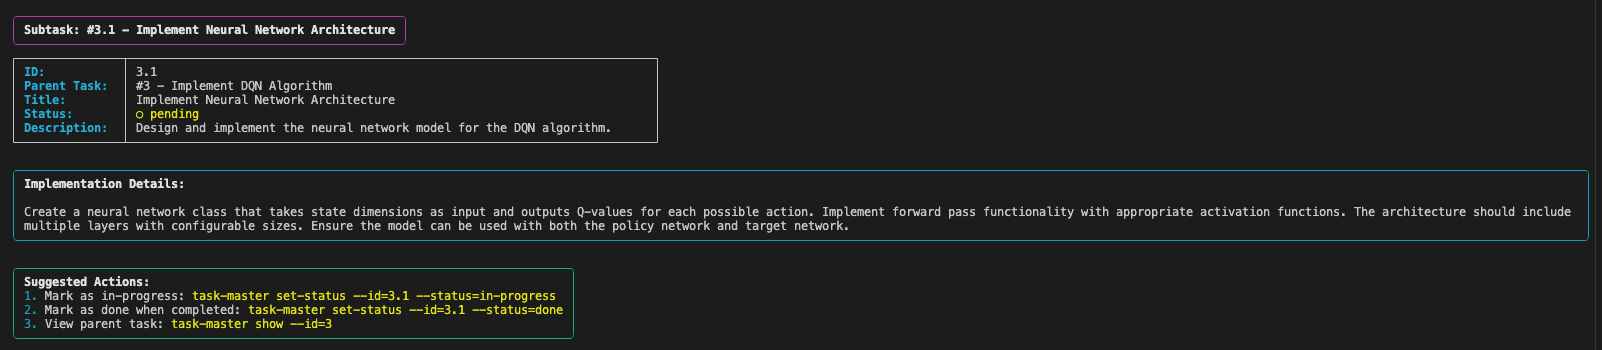 Subtask: #3.1 - Implement Neural Network Architecture
ID: 3.1
Parent Task: #3 - Implement DQN Algorithm
Title: Implement Neural Network Architecture
Status: ○ pending
Description: Design and implement the neural network model for the DQN algorithm.
Implementation Details:
Create a neural network class that takes state dimensions as input and outputs Q-values for each possible action. Implement forward pass functionality with appropriate activation functions. The architecture should include
multiple layers with configurable sizes. Ensure the model can be used with both the policy network and target network.
Suggested Actions:
1. Mark as in-progress: task-master set-status --id=3.1 --status=in-progress
2. Mark as done when completed: task-master set-status --id=3.1 --status=done
3. View parent task: task-master show --id=3